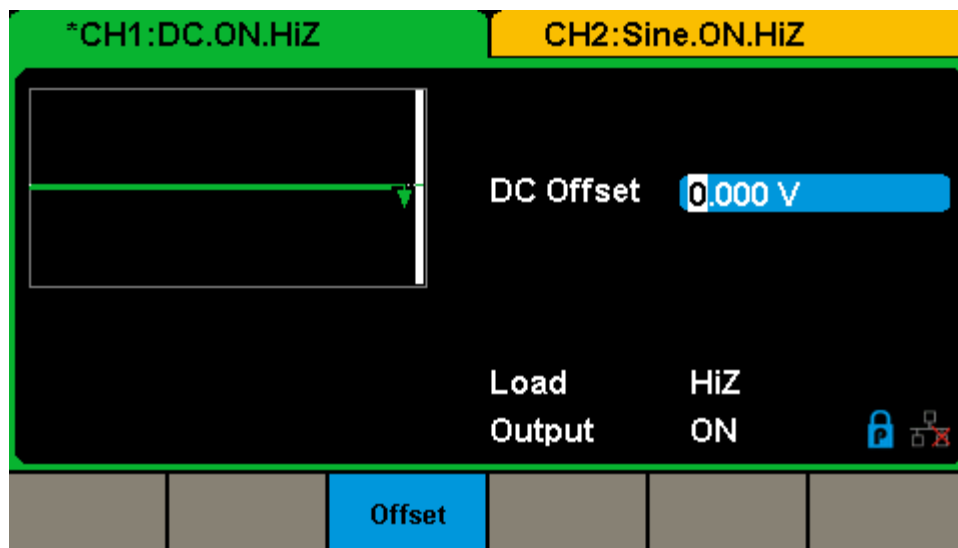 *CH1:DC.ON.HiZ
CH2:Sine.ON.HiZ
DC Offset 0.000 V
Load HiZ
Output ON
P
Offset